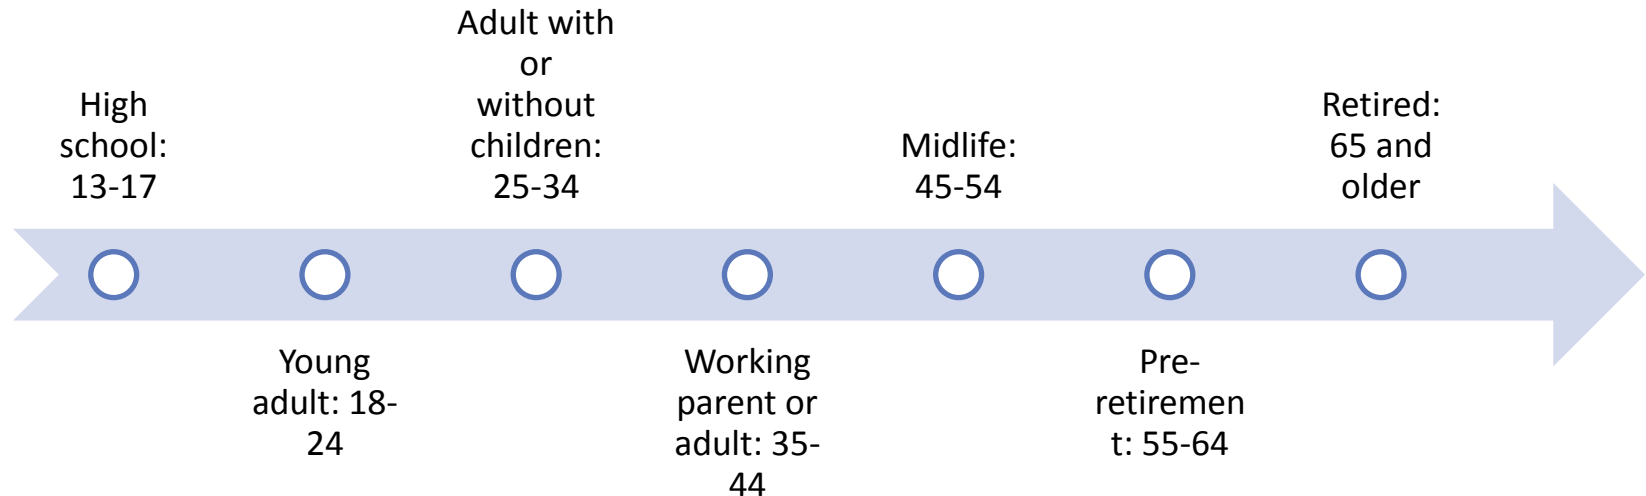 High
school:
13-17
Young
adult: 18-
24
Adult with
or
without
children:
25-34
Working
parent or
adult: 35-
44
Midlife:
45-54
Pre-
retiremen
t: 55-64
Retired:
65 and
older